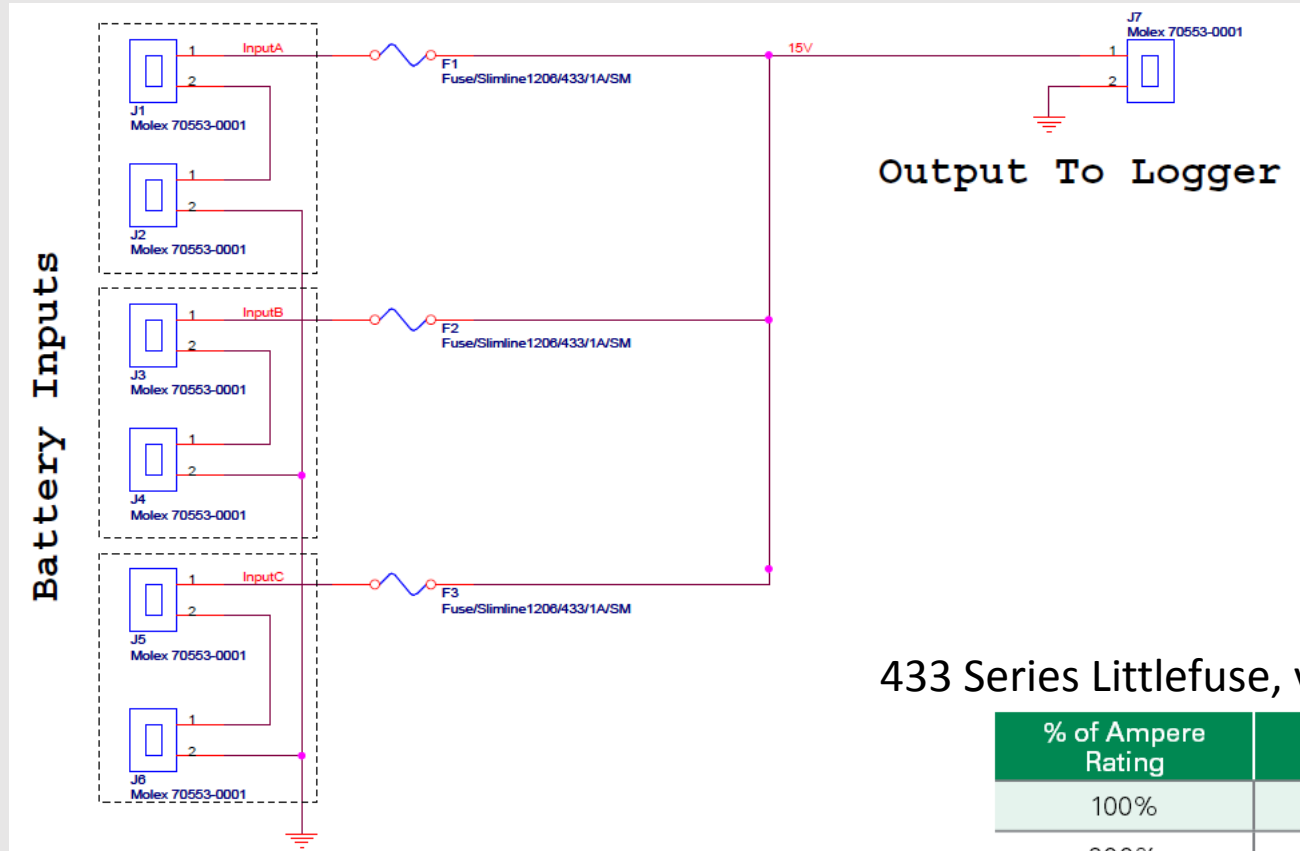 Battery Inputs
1
InputA
2
J1
Molex 70553-0001
1
2
J2
Molex 70553-0001
F1
Fuse/Slimline1206/433/1A/SM
15V
J7
Molex 70553-0001
1
2
Output To Logger
1
InputB
2
J3
Molex 70553-0001
1
2
J4
Molex 70553-0001
F2
Fuse/Slimline1206/433/1A/SM
1
InputC
2
J5
Molex 70553-0001
1
2
J6
Molex 70553-0001
F3
Fuse/Slimline1206/433/1A/SM
433 Series Littlefuse,
% of Ampere
Rating
100%